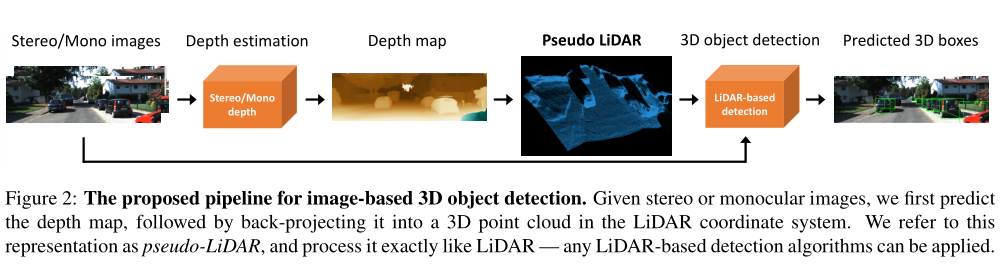 Stereo/Mono images
Depth estimation
Depth map
Pseudo LiDAR
3D object detection
Predicted 3D boxes
Stereo/Mono
depth
LiDAR-based
detection
Figure 2: The proposed pipeline for image-based 3D object detection. Given stereo or monocular images, we first predict
the depth map, followed by back-projecting it into a 3D point cloud in the LiDAR coordinate system. We refer to this
representation as pseudo-LiDAR, and process it exactly like LiDAR — any LiDAR-based detection algorithms can be applied.